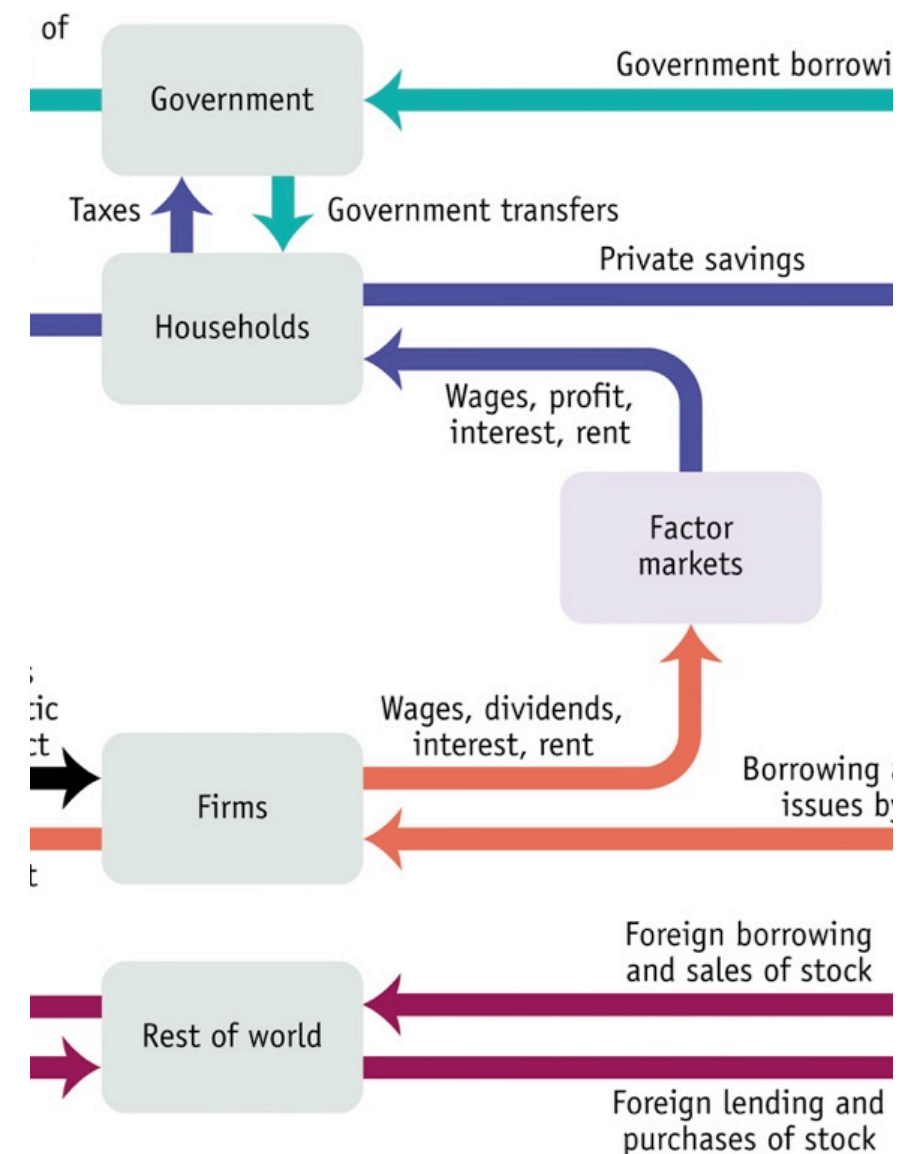 of
Government borrowi
Government
Taxes
Government transfers
Private savings
Households
Wages, profit,
interest, rent
Factor
markets
tic
ct
Wages, dividends,
interest, rent
Borrowing
issues by
Firms
t
Foreign borrowing
and sales of stock
Rest of world
Foreign lending and
purchases of stock